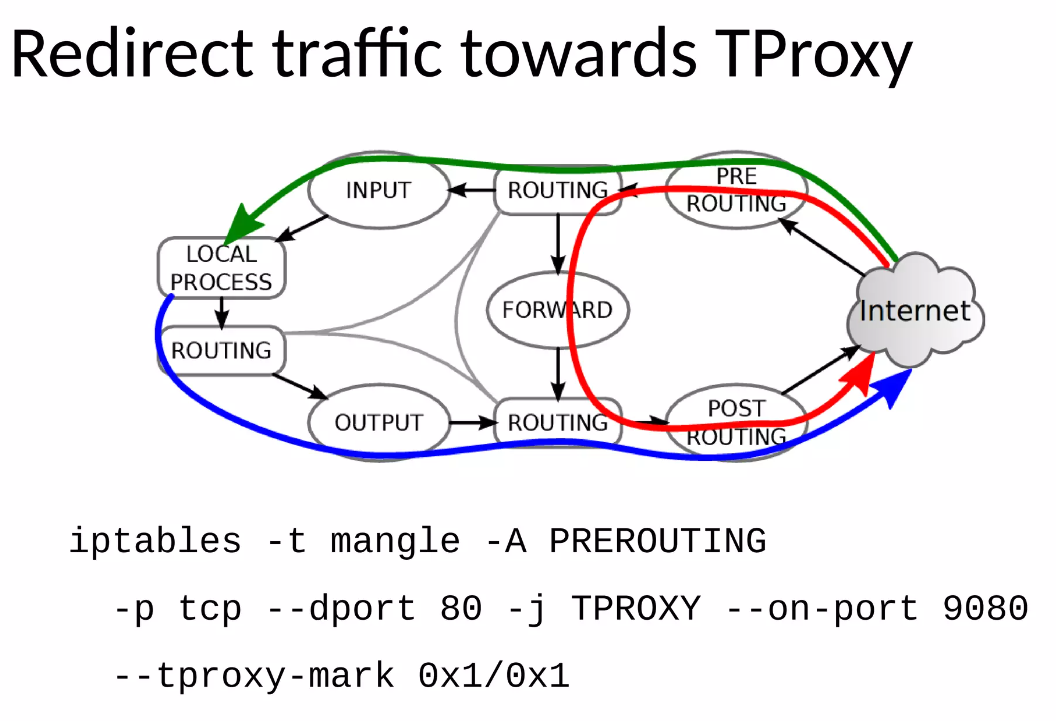 Redirect traffic towards TProxy
INPUT
ROUTING
PRE
ROUTING
LOCAL
PROCESS
FORWARD
Internet
ROUTING
OUTPUT
ROUTING
POST
ROUTING
iptables -t mangle -A PREROUTING
-p tcp --dport 80 -j TPROXY --on-port 9080
--tproxy-mark 0x1/0x1